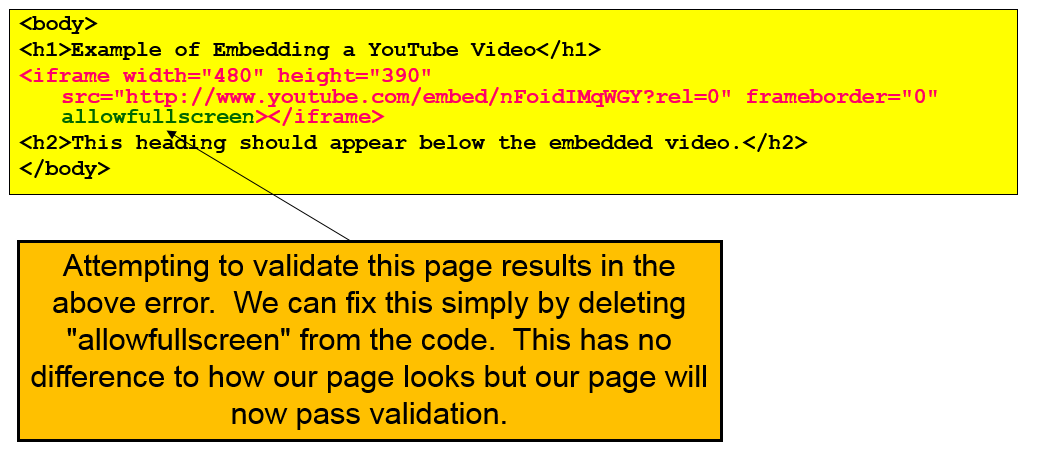 <body>
<h1>Example of Embedding a YouTube Video</h1>
<iframe width="480" height="390"
src="http://www.youtube.com/embed/nFoidIMqWGY?rel=0" frameborder="0"
allowfullscreen></iframe>
<h2>This heading should appear below the embedded video.</h2>
</body>
Attempting to validate this page results in the
above error.  We can fix this simply by deleting
"allowfullscreen" from the code.  This has no
difference to how our page looks but our page will
now pass validation.